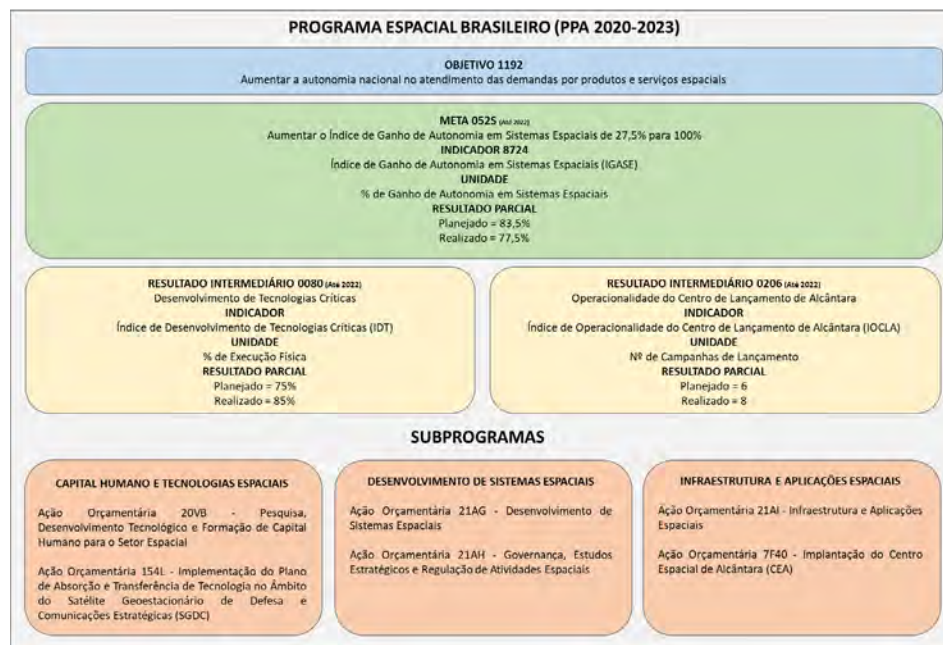 PROGRAMA ESPACIAL BRASILEIRO (PPA 2020-2023)
OBJETIVO 1192
Aumentar a autonomia nacional no atendimento das demandas por produtos e serviços espaciais
META 052S (Até 2022)
Aumentar o Índice de Ganho de Autonomia em Sistemas Espaciais de 27,5% para 100%
INDICADOR 8724
Índice de Ganho de Autonomia em Sistemas Espaciais (IGASE)
UNIDADE
% de Ganho de Autonomia em Sistemas Espaciais
RESULTADO PARCIAL
Planejado = 83,5%
Realizado = 77,5%
RESULTADO INTERMEDIÁRIO 0080 (Até 2022)
Desenvolvimento de Tecnologias Críticas
INDICADOR
Índice de Desenvolvimento de Tecnologias Críticas (IDT)
UNIDADE
% de Execução Física
RESULTADO PARCIAL
Planejado = 75%
Realizado = 85%
RESULTADO INTERMEDIÁRIO 0206 (Até 2022)
Operacionalidade do Centro de Lançamento de Alcântara
INDICADOR
Índice de Operacionalidade do Centro de Lançamento de Alcântara (IOCLA)
UNIDADE
Nº de Campanhas de Lançamento
RESULTADO PARCIAL
Planejado = 6
Realizado = 8
SUBPROGRAMAS
CAPITAL HUMANO E TECNOLOGIAS ESPACIAIS
Ação Orçamentária 20VB - Pesquisa,
Desenvolvimento Tecnológico e Formação de Capital
Humano para o Setor Espacial
Ação Orçamentária 154L - Implementação do Plano
de Absorção e Transferência de Tecnologia no Âmbito
do Satélite Geoestacionário de Defesa e
Comunicações Estratégicas (SGDC)
DESENVOLVIMENTO DE SISTEMAS ESPACIAIS
Ação Orçamentária 21AG - Desenvolvimento de
Sistemas Espaciais
Ação Orçamentária 21AH - Governança, Estudos
Estratégicos e Regulação de Atividades Espaciais
INFRAESTRUTURA E APLICAÇÕES ESPACIAIS
Ação Orçamentária 21AI - Infraestrutura e Aplicações
Espaciais
Ação Orçamentária 7F40 - Implantação do Centro
Espacial de Alcântara (CEA)